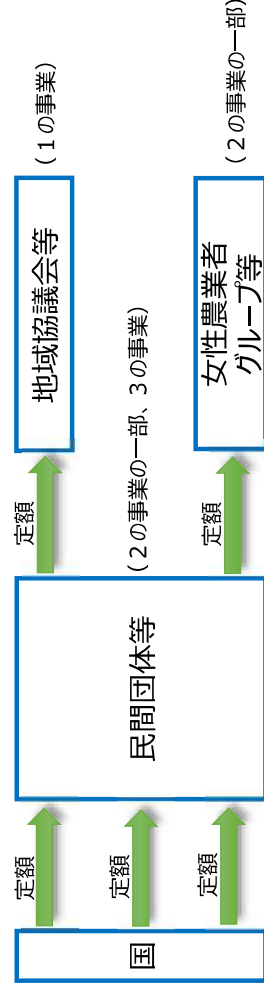 国
定額
定額
定額
民間団体等
定額
定額
地域協議会等
（１の事業）
（２の事業の一部、３の事業）
女性農業者
グループ等
（２の事業の一部）